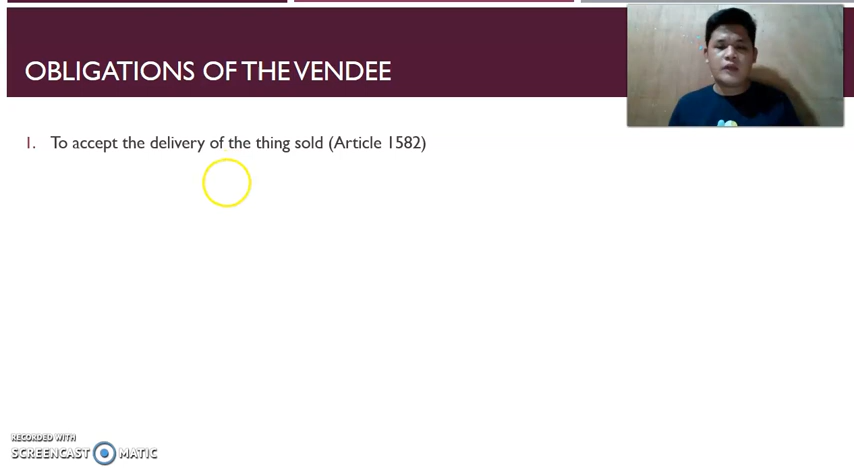 OBLIGATIONS OF THE VENDEE
1. To accept the delivery of the thing sold (Article 1582)
RECORDED WITH
SCREENCAST MATIC